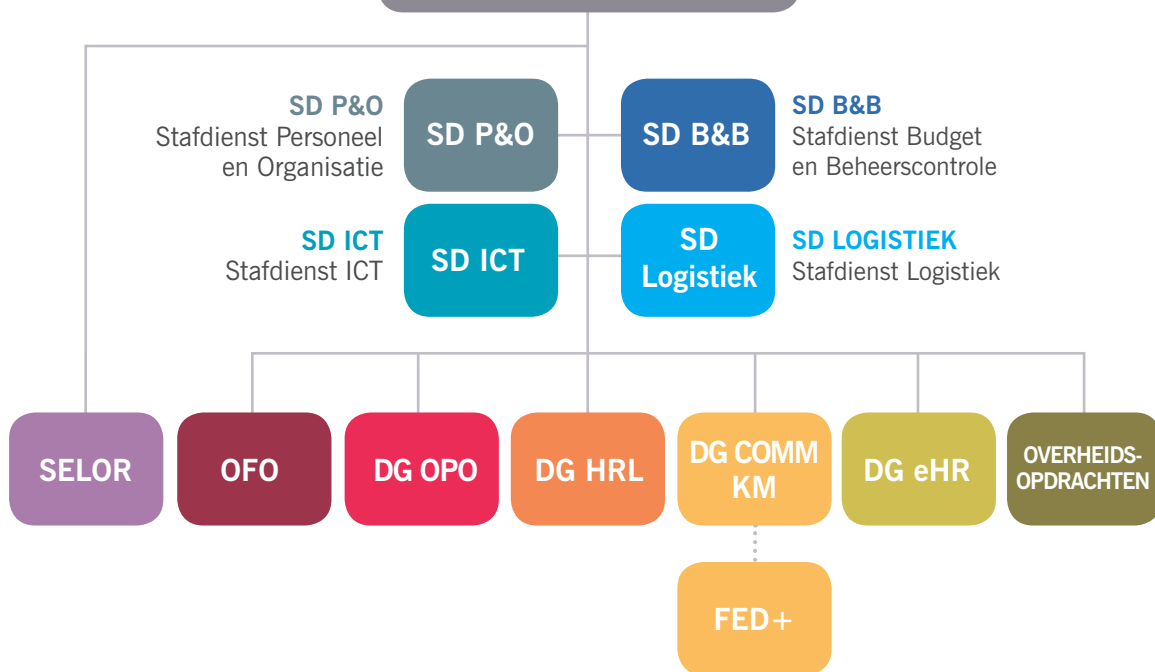 SD P&O
Stafdienst Personeel
en Organisatie
SD P&O
SD B&B
SD B&B
Stafdienst Budget
en Beheerscontrole
SD ICT
Stafdienst ICT
SD ICT
SD
Logistiek
SD LOGISTIEK
Stafdienst Logistiek
SELOR
OFO
DG OPO
DG HRL
DG COMM
KM
DG eHR
OVERHEIDS-
OPDRACHTEN
FED+